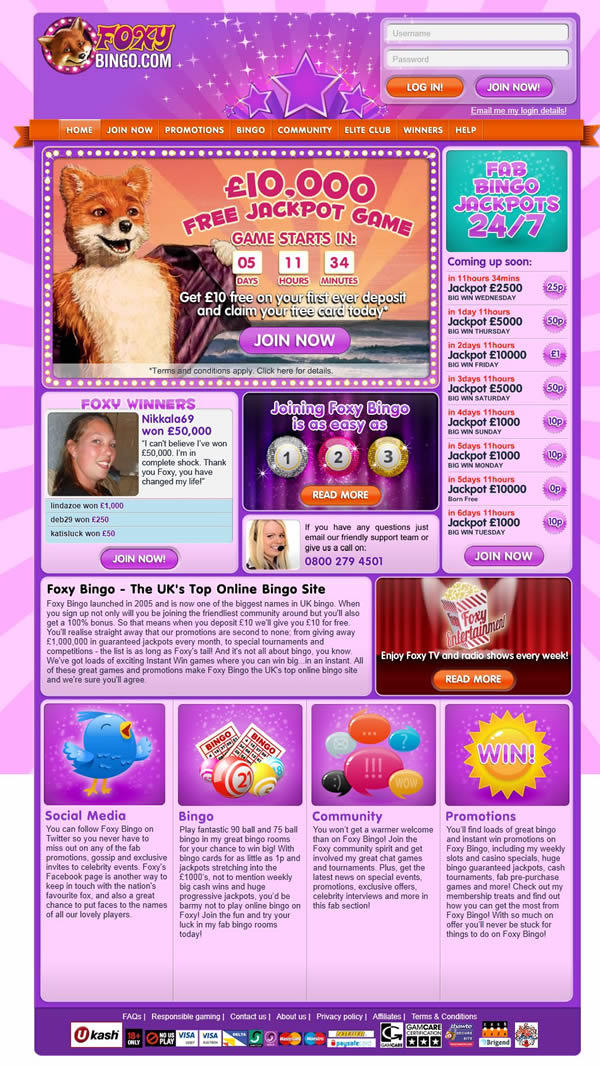 FOXY
BINGO.COM
Username
Password
LOG IN!
JOIN NOW!
Email me my login details!
HOME
JOIN NOW
PROMOTIONS
BINGO
COMMUNITY
ELITE CLUB
WINNERS
HELP
£10,000
FREE JACKPOT GAME
GAME STARTS IN:
05 11 34
DAYS HOURS MINUTES
Get £10 free on your first ever deposit
and claim your free card today*
JOIN NOW
*Terms and conditions apply. Click here for details.
FAB
BINGO
JACKPOTS
24/7
Coming up soon:
in 11hours 34mins
Jackpot £2500 25p
BIG WIN WEDNESDAY
in 1day 11hours
Jackpot £5000 50p
BIG WIN THURSDAY
in 2days 11hours
Jackpot £10000 £1
BIG WIN FRIDAY
in 3days 11hours
Jackpot £5000 50p
BIG WIN SATURDAY
in 4days 11hours
Jackpot £1000 10p
BIG WIN SUNDAY
in 5days 11hours
Jackpot £1000 10p
BIG WIN MONDAY
in 5days 11hours
Jackpot £10000 0p
Born Free
in 6days 11hours
Jackpot £1000 10p
BIG WIN TUESDAY
JOIN NOW
FOXY WINNERS
Nikkala69
won £50,000
“I can't believe I've won
£50,000. I'm in
complete shock. Thank
you Foxy, you have
changed my life!”
lindazoe won £1,000
deb29 won £250
katisluck won £50
JOIN NOW!
Joining Foxy Bingo
is as easy as
1 2 3
READ MORE
If you have any questions just
email our friendly support team or
give us a call on:
0800 279 4501
Foxy Bingo - The UK's Top Online Bingo Site
Foxy Bingo launched in 2005 and is now one of the biggest names in UK bingo. When
you sign up not only will you be joining the friendliest community around but you'll also
get a 100% bonus. So that means when you deposit £10 we'll give you £10 for free.
You'll realise straight away that our promotions are second to none; from giving away
£1,000,000 in guaranteed jackpots every month, to special tournaments and
competitions - the list is as long as Foxy's tail! And it's not all about bingo, you know.
We've got loads of exciting Instant Win games where you can win big...in an instant. All
of these great games and promotions make Foxy Bingo the UK's top online bingo site
and we're sure you'll agree.
Foxy
Entertainment
Enjoy Foxy TV and radio shows every week!
READ MORE
Social Media
You can follow Foxy Bingo on
Twitter so you never have to
miss out on any of the fab
promotions, gossip and exclusive
invites to celebrity events. Foxy's
Facebook page is another way to
keep in touch with the nation's
favourite fox, and also a great
chance to put faces to the names
of all our lovely players.
BINGO
BINGO
21
Bingo
Play fantastic 90 ball and 75 ball
bingo in my great bingo rooms
for your chance to win big! With
bingo cards for as little as 1p and
jackpots stretching into the
£1000's, not to mention weekly
big cash wins and huge
progressive jackpots, you'd be
barmy not to play online bingo on
Foxy! Join the fun and try your
luck in my fab bingo rooms
today!
...
?
!!!
WOW
Community
You won't get a warmer welcome
than on Foxy Bingo! Join the
Foxy community spirit and get
involved my great chat games
and tournaments. Plus, get the
latest news on special events,
promotions, exclusive offers,
celebrity interviews and more in
this fab section!
WIN!
Promotions
You'll find loads of great bingo
and instant win promotions on
Foxy Bingo, including my weekly
slots and casino specials, huge
bingo guaranteed jackpots, cash
tournaments, fab pre-purchase
games and more! Check out my
membership treats and find out
how you can get the most from
Foxy Bingo! With so much on
offer you'll never be stuck for
things to do on Foxy Bingo!
FAQs | Responsible gaming | Contact us | About us | Privacy policy | Affiliates | Terms & Conditions
Ukash
18+
ONLY
NO US
PLAY
VISA
DEBIT
VISA
DELTA
MasterCard
Maestro
paysafecard
GAMCARE
GAMCARE
CERTIFICATION
thawte
Brigend